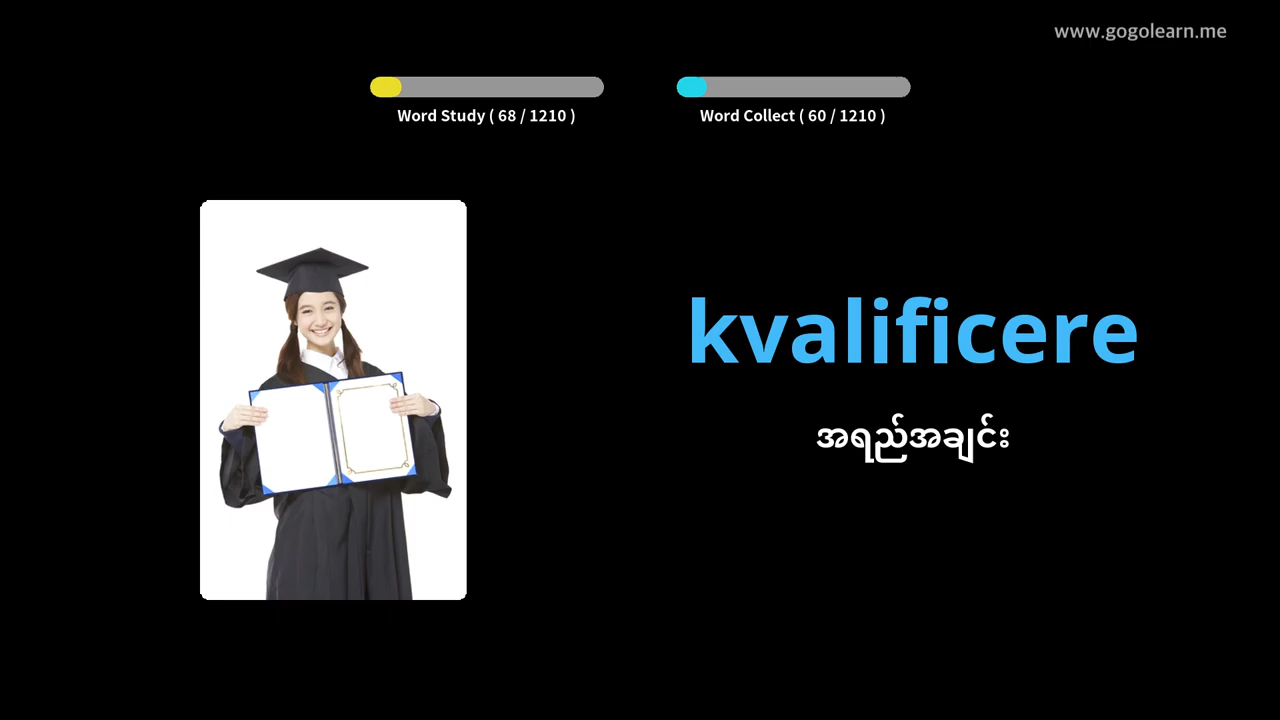 www.gogolearn.me
Word Study ( 68 / 1210 )
Word Collect ( 60 / 1210 )
kvalificere
အရည်အချင်း